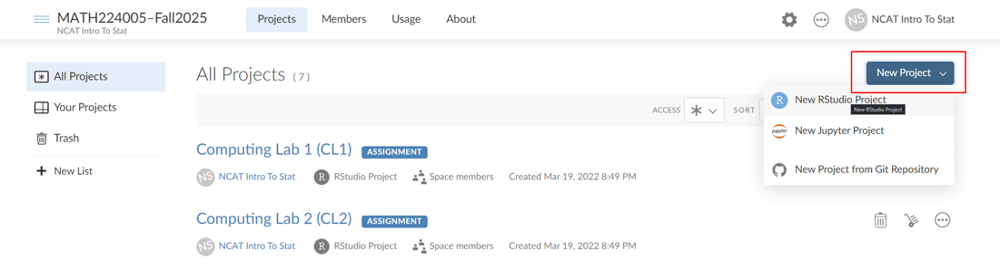 MATH224005–Fall2025
NCAT Intro To Stat
Projects Members Usage About
NS NCAT Intro To Stat
All Projects
Your Projects
Trash
New List
All Projects (7)
New Project
ACCESS SORT
R New RStudio Project
New RStudio Project
jupyter New Jupyter Project
New Project from Git Repository
Computing Lab 1 (CL1) ASSIGNMENT
NS NCAT Intro To Stat R RStudio Project Space members Created Mar 19, 2022 8:49 PM
Computing Lab 2 (CL2) ASSIGNMENT
NS NCAT Intro To Stat R RStudio Project Space members Created Mar 19, 2022 8:49 PM